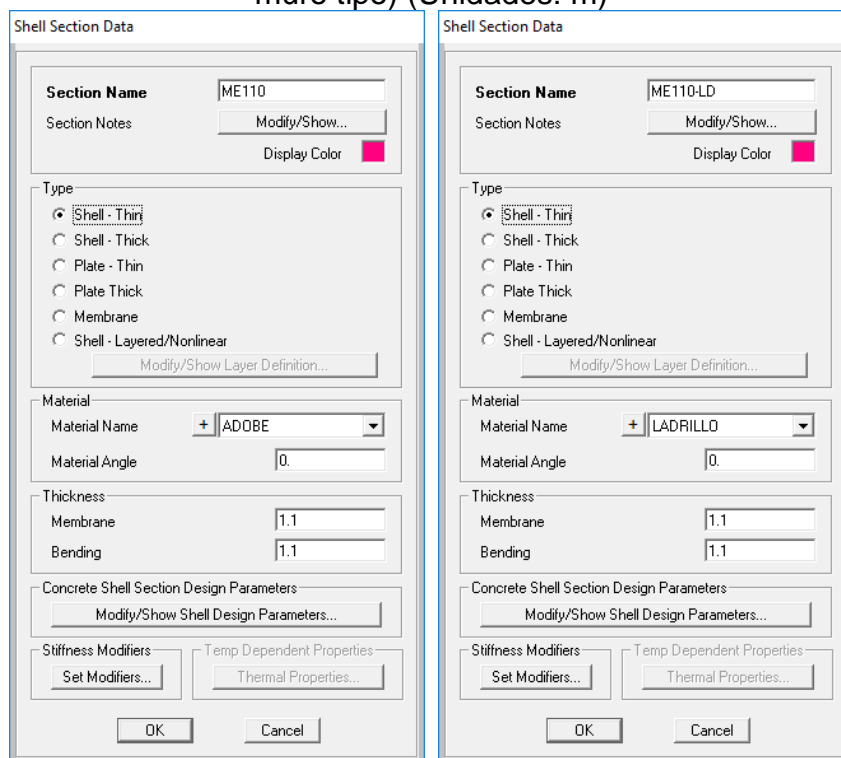 muro tipo) (Unidades: m)
Shell Section Data
Section Name
ME110
Section Notes
Modify/Show...
Display Color
Type
Shell - Thin
Shell - Thick
Plate - Thin
Plate Thick
Membrane
Shell - Layered/Nonlinear
Modify/Show Layer Definition...
Material
Material Name
+
ADOBE
Material Angle
0.
Thickness
Membrane
1.1
Bending
1.1
Concrete Shell Section Design Parameters
Modify/Show Shell Design Parameters...
Stiffness Modifiers
Set Modifiers...
Temp Dependent Properties
Thermal Properties...
OK
Cancel
Shell Section Data
Section Name
ME110-LD
Section Notes
Modify/Show...
Display Color
Type
Shell - Thin
Shell - Thick
Plate - Thin
Plate Thick
Membrane
Shell - Layered/Nonlinear
Modify/Show Layer Definition...
Material
Material Name
+
LADRILLO
Material Angle
0.
Thickness
Membrane
1.1
Bending
1.1
Concrete Shell Section Design Parameters
Modify/Show Shell Design Parameters...
Stiffness Modifiers
Set Modifiers...
Temp Dependent Properties
Thermal Properties...
OK
Cancel